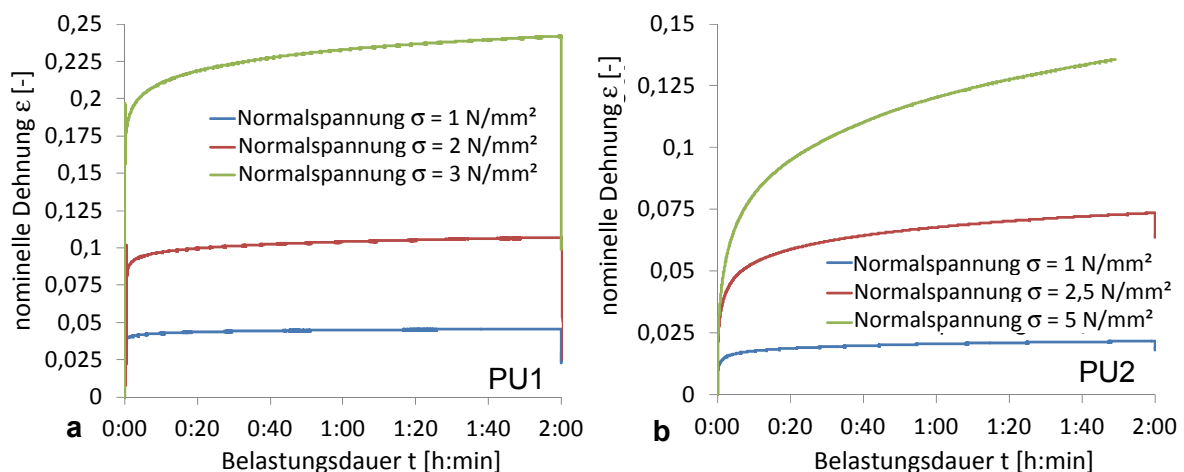 nominelle Dehnung ε [-]
0,25
0,225
0,2
0,175
0,15
0,125
0,1
0,075
0,05
0,025
0
Normalspannung σ = 1 N/mm²
Normalspannung σ = 2 N/mm²
Normalspannung σ = 3 N/mm²
PU1
a
0:00
0:20
0:40
1:00
1:20
1:40
2:00
Belastungsdauer t [h:min]
nominelle Dehnung ε [-]
0,15
0,125
0,1
0,075
0,05
0,025
0
Normalspannung σ = 1 N/mm²
Normalspannung σ = 2,5 N/mm²
Normalspannung σ = 5 N/mm²
PU2
b
0:00
0:20
0:40
1:00
1:20
1:40
2:00
Belastungsdauer t [h:min]